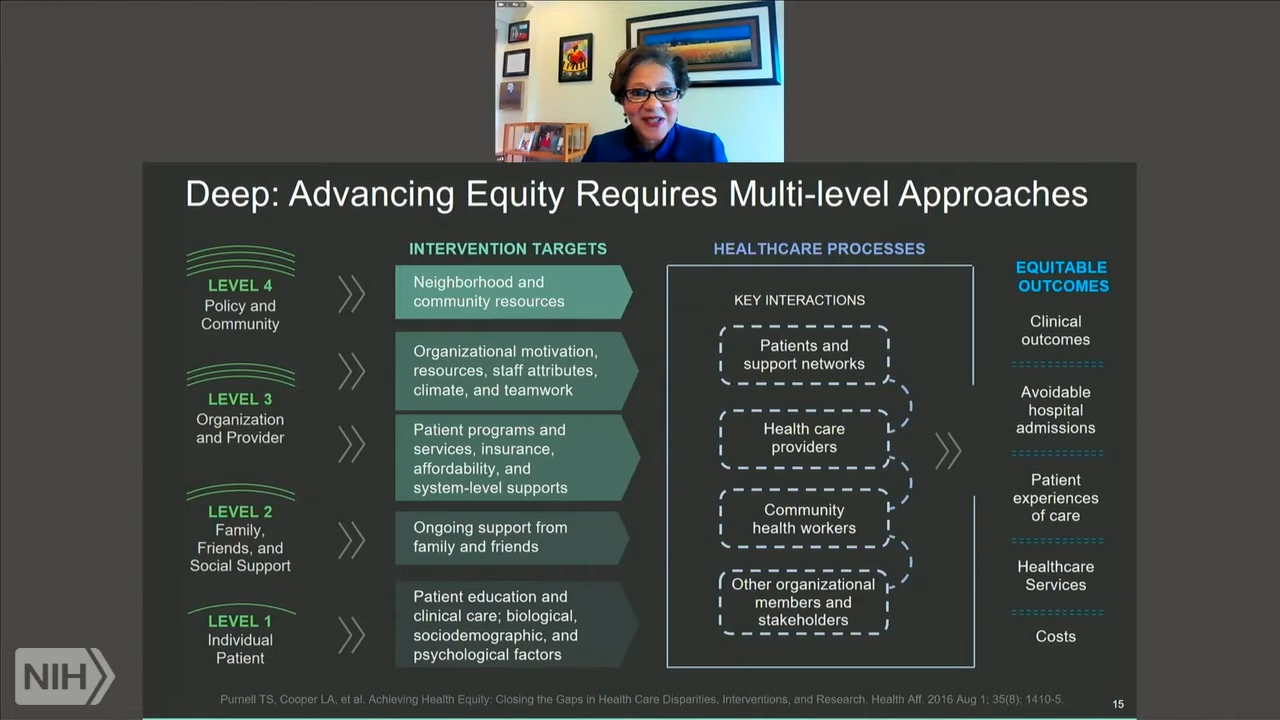 Deep: Advancing Equity Requires Multi-level Approaches
LEVEL 4
Policy and
Community
LEVEL 3
Organization
and Provider
LEVEL 2
Family,
Friends, and
Social Support
LEVEL 1
Individual
Patient
INTERVENTION TARGETS
Neighborhood and
community resources
Organizational motivation,
resources, staff attributes,
climate, and teamwork
Patient programs and
services, insurance,
affordability, and
system-level supports
Ongoing support from
family and friends
Patient education and
clinical care; biological,
sociodemographic, and
psychological factors
HEALTHCARE PROCESSES
KEY INTERACTIONS
Patients and
support networks
Health care
providers
Community
health workers
Other organizational
members and
stakeholders
EQUITABLE
OUTCOMES
Clinical
outcomes
Avoidable
hospital
admissions
Patient
experiences
of care
Healthcare
Services
Costs
NIH
Purnell TS, Cooper LA, et al. Achieving Health Equity: Closing the Gaps in Health Care Disparities, Interventions, and Research. Health Aff. 2016 Aug 1; 35(8): 1410-5.
15